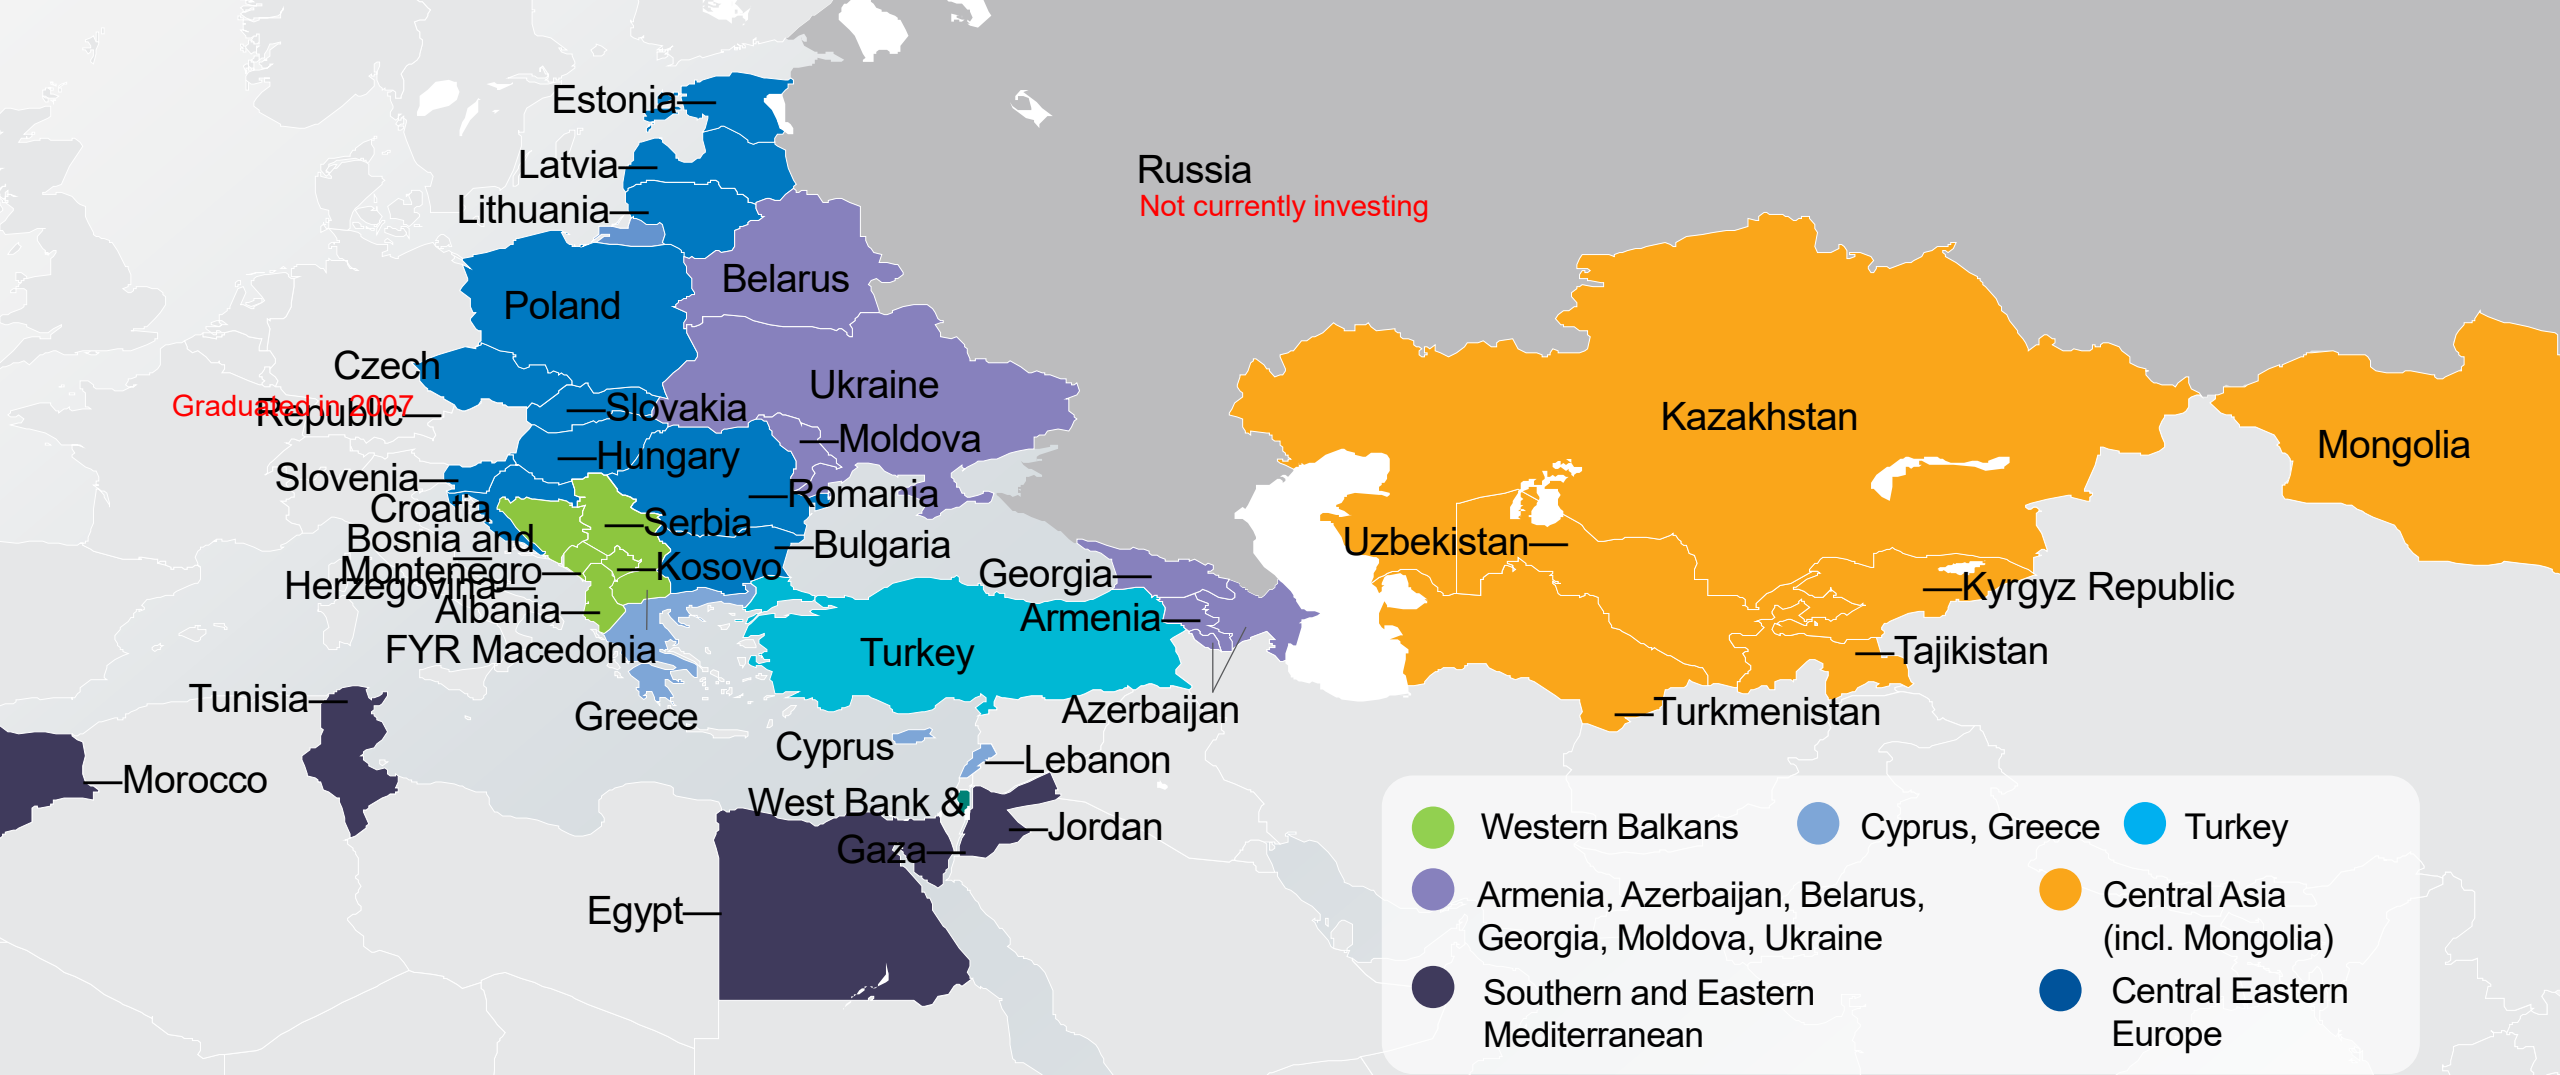 Estonia
Latvia
Russia
Not currently investing
Lithuania
Belarus
Poland
Czech
Republic
Graduated in 2007
Ukraine
Slovakia
Kazakhstan
Moldova
Mongolia
Hungary
Slovenia
Romania
Croatia
Serbia
Bosnia and
Herzegovina
Uzbekistan
Bulgaria
Kosovo
Montenegro
Georgia
Kyrgyz Republic
Albania
Armenia
FYR Macedonia
Turkey
Tajikistan
Tunisia
Azerbaijan
Turkmenistan
Greece
Cyprus
Lebanon
Morocco
West Bank &
Gaza
Jordan
Egypt
Western Balkans
Cyprus, Greece
Turkey
Armenia, Azerbaijan, Belarus,
Georgia, Moldova, Ukraine
Central Asia
(incl. Mongolia)
Southern and Eastern
Mediterranean
Central Eastern
Europe